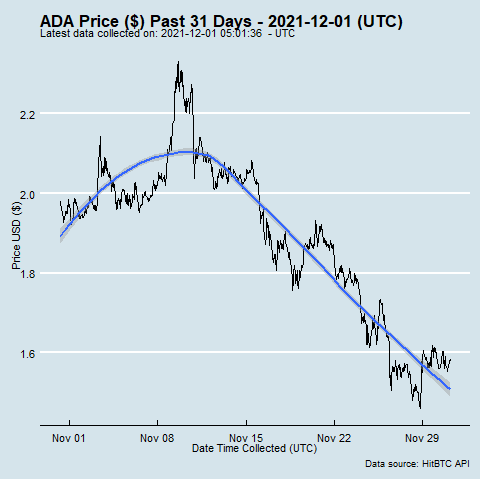 ADA Price ($) Past 31 Days - 2021-12-01 (UTC)
Latest data collected on: 2021-12-01 05:01:36 - UTC
Price USD ($)
2.2
2.0
1.8
1.6
Nov 01 Nov 08 Nov 15 Nov 22 Nov 29
Date Time Collected (UTC)
Data source: HitBTC API